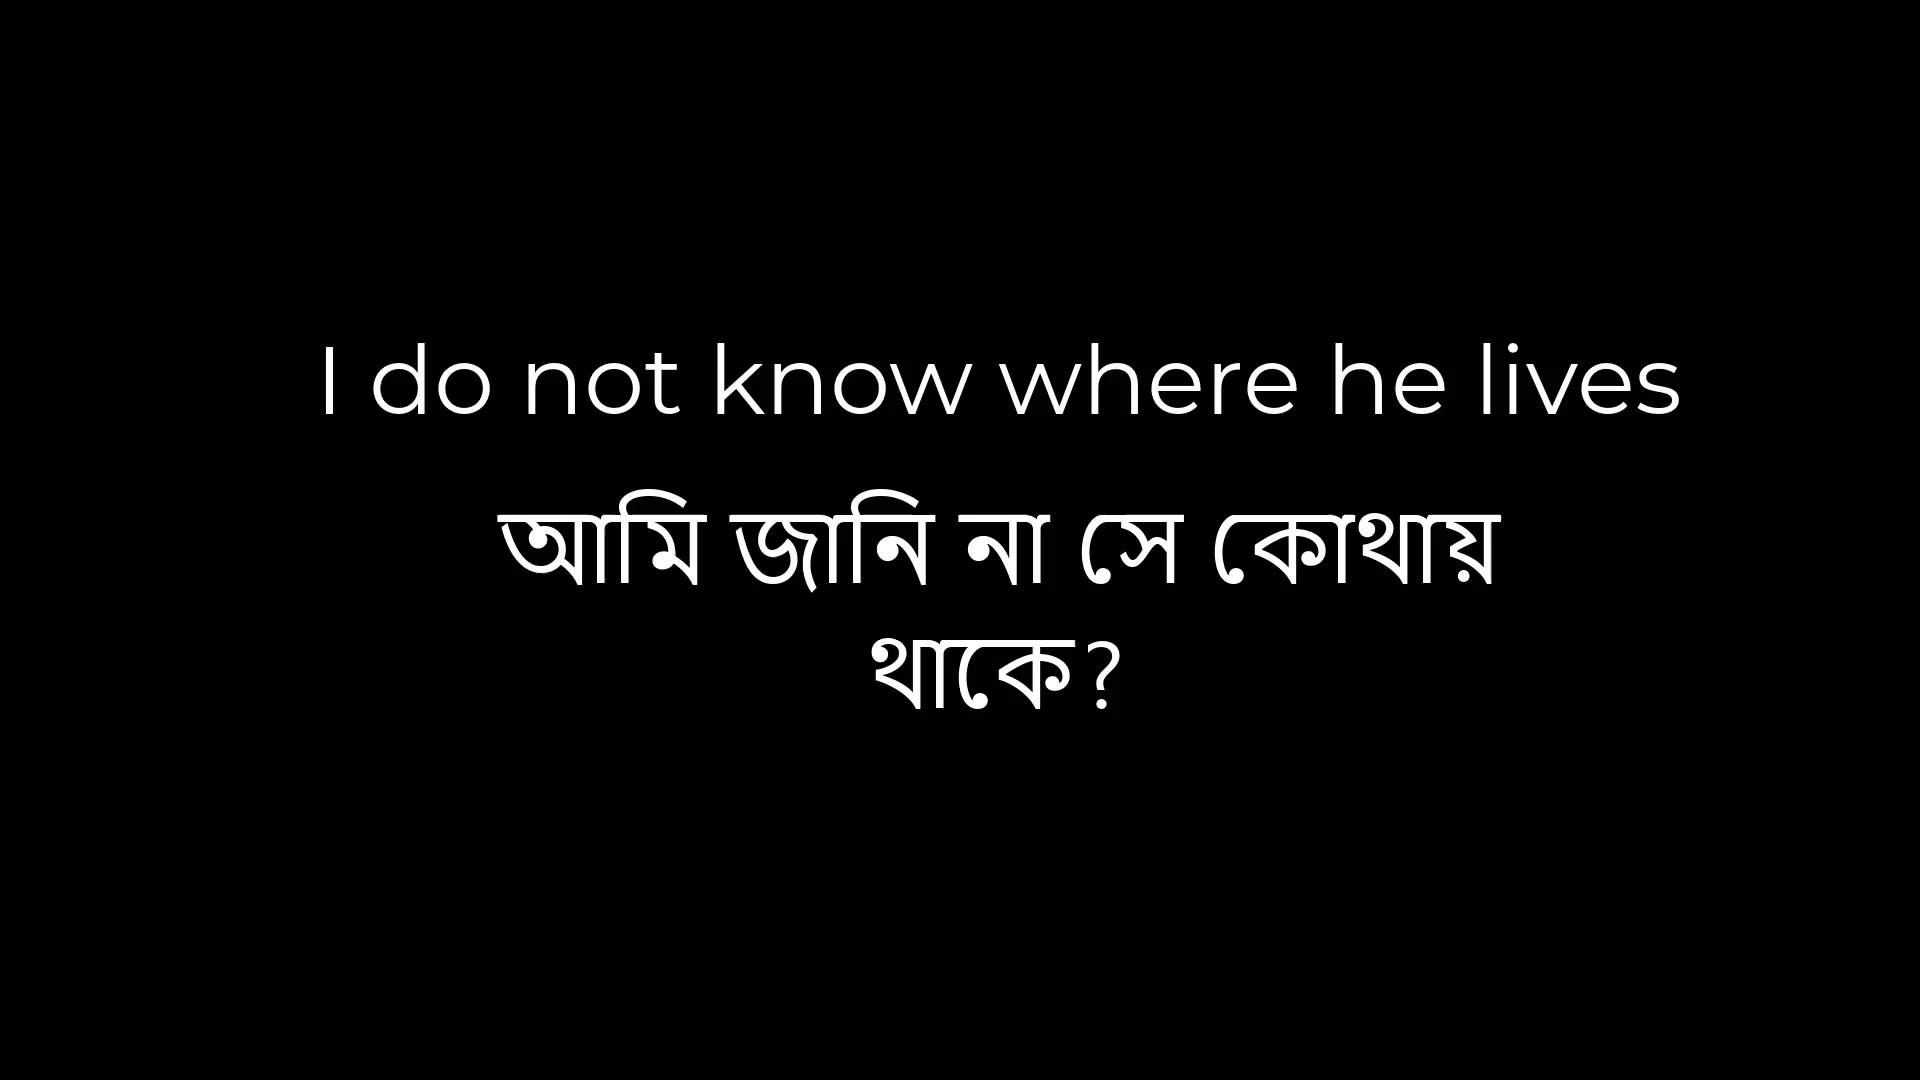 I do not know where he lives
আমি জানি না সে কোথায়
থাকে?